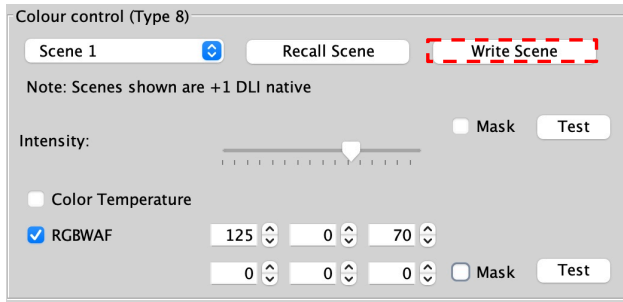 Colour control (Type 8)
Scene 1 Recall Scene Write Scene
Note: Scenes shown are +1 DLI native
Mask Test
Intensity:
Color Temperature
RGBWAF 125 0 70
0 0 0 Mask Test